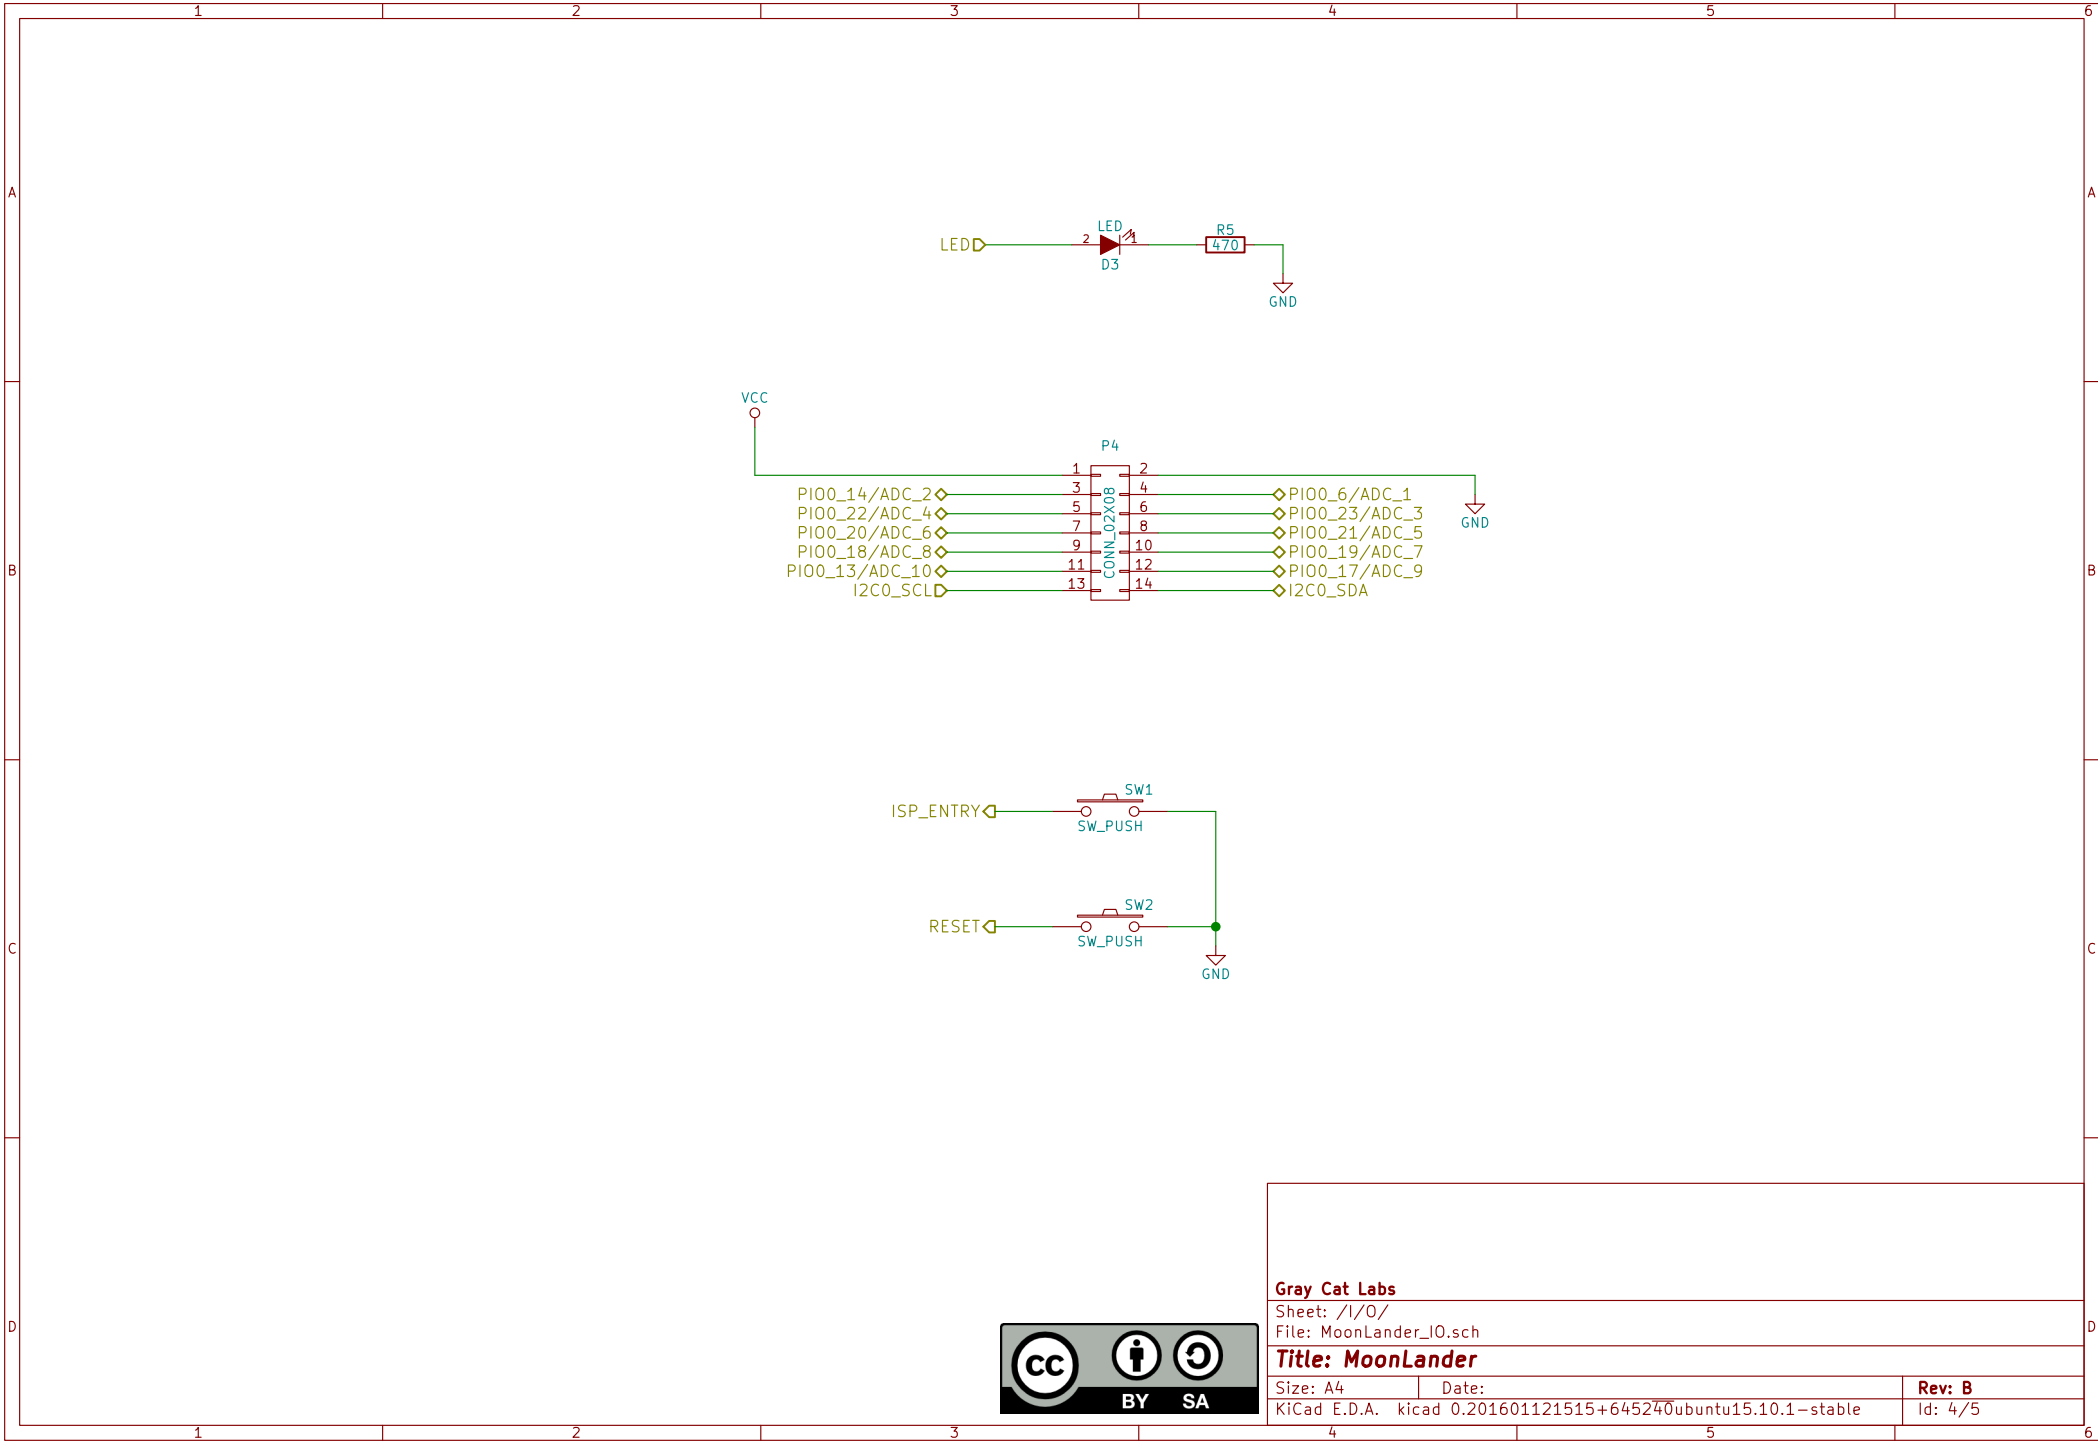 1 2 3 4 5 6
A A
LED
2
LED
1
D3
R5
470
GND
VCC
P4
CONN_02X08
1 2
GND
PIO0_14/ADC_2 3 4 PIO0_6/ADC_1
PIO0_22/ADC_4 5 6 PIO0_23/ADC_3
PIO0_20/ADC_6 7 8 PIO0_21/ADC_5
PIO0_18/ADC_8 9 10 PIO0_19/ADC_7
PIO0_13/ADC_10 11 12 PIO0_17/ADC_9
I2C0_SCL 13 14 I2C0_SDA
B B
ISP_ENTRY
SW1
SW_PUSH
RESET
SW2
SW_PUSH
GND
C C
Gray Cat Labs
Sheet: /I/O/
File: MoonLander_IO.sch
Title: MoonLander
Size: A4 Date: Rev: B
KiCad E.D.A. kicad 0.201601121515+645240ubuntu15.10.1-stable Id: 4/5
cc
BY SA
D D
1 2 3 4 5 6